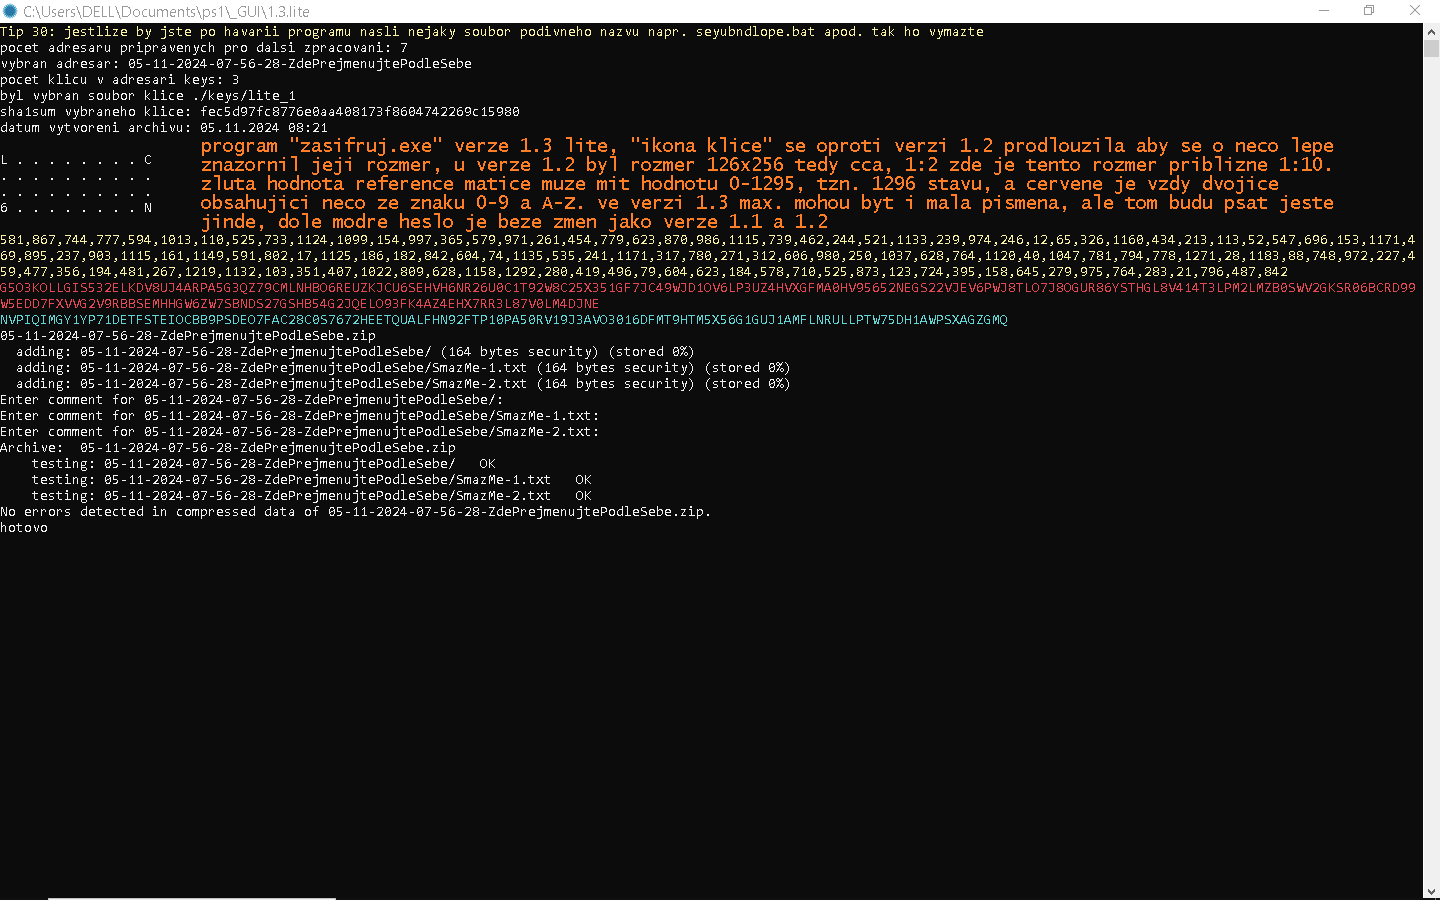 C:\Users\DELL\Documents\ps1\_GUI\1.3.lite
Tip 30: jestlize by jste po havarii programu nasli nejaky soubor podivneho nazvu napr. seyubndlope.bat apod. tak ho vymazte
pocet adresaru pripravenych pro dalsi zpracovani: 7
vybran adresar: 05-11-2024-07-56-28-ZdePrejmenujtePodleSebe
pocet klicu v adresari keys: 3
byl vybran soubor klice ./keys/lite_1
sha1sum vybraneho klice: fec5d97fc8776e0aa408173f8604742269c15980
datum vytvoreni archivu: 05.11.2024 08:21
L . . . . . . . . C
. . . . . . . . . .
. . . . . . . . . .
6 . . . . . . . . N
program "zasifruj.exe" verze 1.3 lite, "ikona klice" se oproti verzi 1.2 prodlouzila aby se o neco lepe
znazornil jeji rozmer, u verze 1.2 byl rozmer 126x256 tedy cca, 1:2 zde je tento rozmer priblizne 1:10.
zluta hodnota reference matice muze mit hodnotu 0-1295, tzn. 1296 stavu, a cervene je vzdy dvojice
obsahujici neco ze znaku 0-9 a A-Z. ve verzi 1.3 max. mohou byt i mala pismena, ale tom budu psat jeste
jinde, dole modre heslo je beze zmen jako verze 1.1 a 1.2
581,867,744,777,594,1013,110,525,733,1124,1099,154,997,365,579,971,261,454,779,623,870,986,1115,739,462,244,521,1133,239,974,246,12,65,326,1160,434,213,113,52,547,696,153,1171,4
69,895,237,903,1115,161,1149,591,802,17,1125,186,182,842,604,74,1135,535,241,1171,317,780,271,312,606,980,250,1037,628,764,1120,40,1047,781,794,778,1271,28,1183,88,748,972,227,4
59,477,356,194,481,267,1219,1132,103,351,407,1022,809,628,1158,1292,280,419,496,79,604,623,184,578,710,525,873,123,724,395,158,645,279,975,764,283,21,796,487,842
G5O3KOLLGIS532ELKDV8UJ4ARPA5G3QZ79CMLNHBO6REUZKJCU6SEHVH6NR26U0C1T92W8C25X351GF7JC49WJD1OV6LP3UZ4HVXGFMA0HV95652NEGS22VJEV6PWJ8TLO7J8OGUR86YSTHGL8V414T3LPM2LMZB0SWV2GKSR06BCRD99
W5EDD7FXVVG2V9RBBSEMHHGW6ZW7SBNDS27GSHB54G2JQELO93FK4AZ4EHX7RR3L87V0LM4DJNE
NVPIQIMGY1YP71DETFSTEIOCBB9PSDEO7FAC28C0S7672HEETQUALFHN92FTP10PA50RV19J3AVO3016DFMT9HTM5X56G1GUJ1AMFLNRULLPTW75DH1AWPSXAGZGMQ
05-11-2024-07-56-28-ZdePrejmenujtePodleSebe.zip
adding: 05-11-2024-07-56-28-ZdePrejmenujtePodleSebe/ (164 bytes security) (stored 0%)
adding: 05-11-2024-07-56-28-ZdePrejmenujtePodleSebe/SmazMe-1.txt (164 bytes security) (stored 0%)
adding: 05-11-2024-07-56-28-ZdePrejmenujtePodleSebe/SmazMe-2.txt (164 bytes security) (stored 0%)
Enter comment for 05-11-2024-07-56-28-ZdePrejmenujtePodleSebe/:
Enter comment for 05-11-2024-07-56-28-ZdePrejmenujtePodleSebe/SmazMe-1.txt:
Enter comment for 05-11-2024-07-56-28-ZdePrejmenujtePodleSebe/SmazMe-2.txt:
Archive:  05-11-2024-07-56-28-ZdePrejmenujtePodleSebe.zip
testing: 05-11-2024-07-56-28-ZdePrejmenujtePodleSebe/   OK
testing: 05-11-2024-07-56-28-ZdePrejmenujtePodleSebe/SmazMe-1.txt   OK
testing: 05-11-2024-07-56-28-ZdePrejmenujtePodleSebe/SmazMe-2.txt   OK
No errors detected in compressed data of 05-11-2024-07-56-28-ZdePrejmenujtePodleSebe.zip.
hotovo